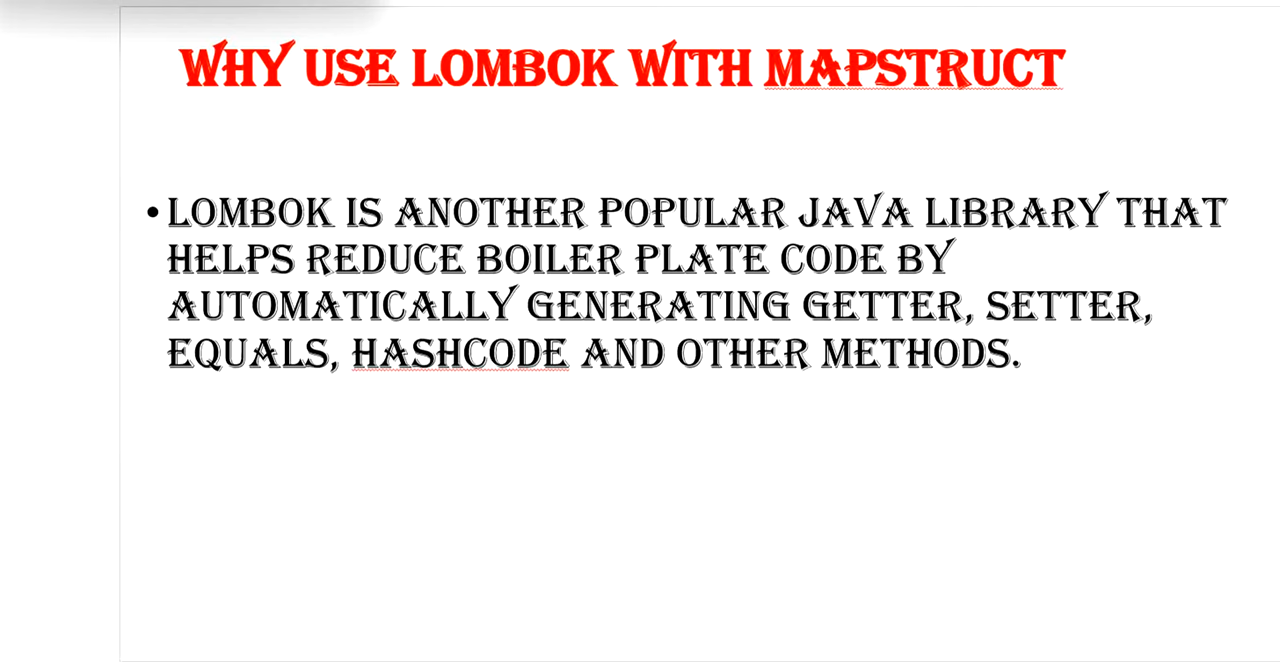 WHY USE LOMBOK WITH MAPSTRUCT
• LOMBOK IS ANOTHER POPULAR JAVA LIBRARY THAT
HELPS REDUCE BOILER PLATE CODE BY
AUTOMATICALLY GENERATING GETTER, SETTER,
EQUALS, HASHCODE AND OTHER METHODS.